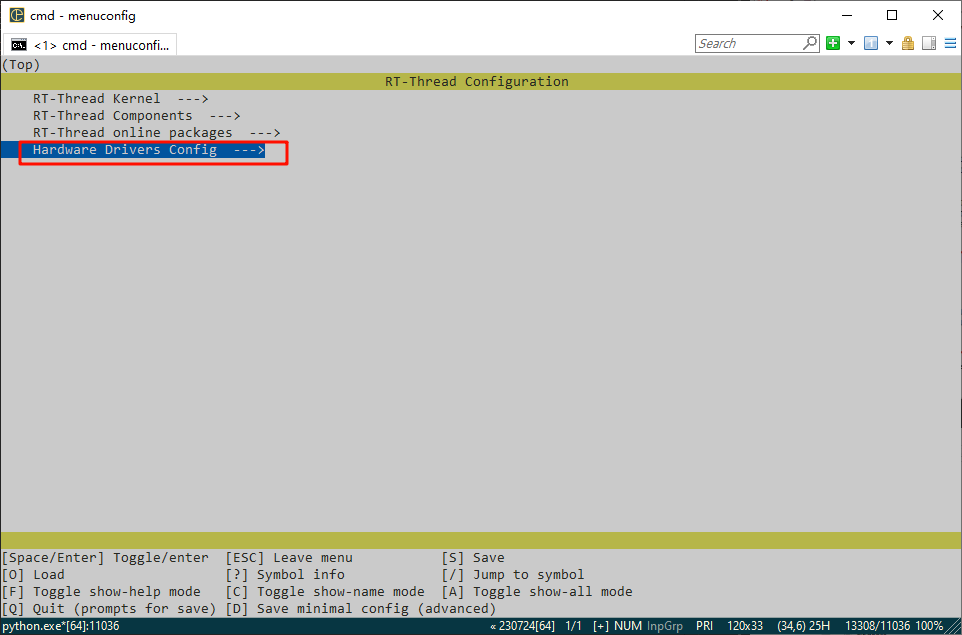 cmd - menuconfig
<1> cmd - menuconfi...
Search
(Top)
RT-Thread Configuration
RT-Thread Kernel  --->
RT-Thread Components  --->
RT-Thread online packages  --->
Hardware Drivers Config  --->
[Space/Enter] Toggle/enter  [ESC] Leave menu  [S] Save
[O] Load  [?] Symbol info  [/] Jump to symbol
[F] Toggle show-help mode  [C] Toggle show-name mode  [A] Toggle show-all mode
[Q] Quit (prompts for save) [D] Save minimal config (advanced)
python.exe*[64]:11036  « 230724[64]  1/1  [+] NUM  InpGrp  PRI  120x33  (34,6) 25H  13308/11036  100%